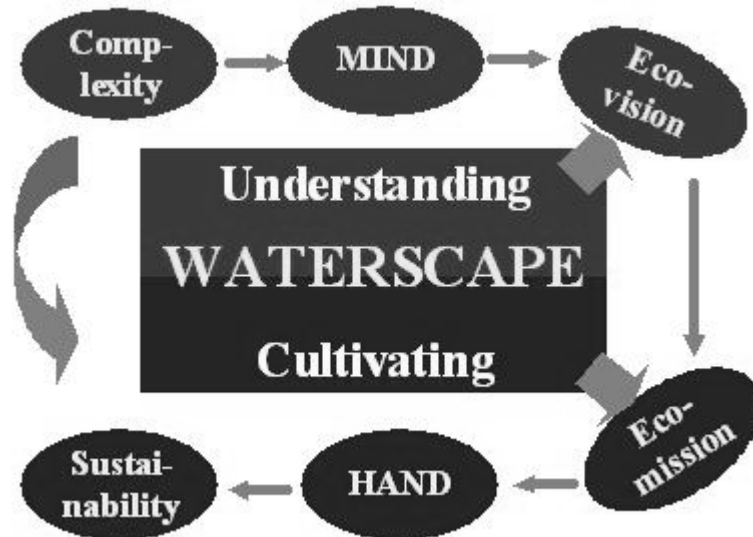 Comp-
lexity
MIND
Eco-
vision
Understanding
WATERSCAPE
Cultivating
Eco-
mission
HAND
Sustai-
nability